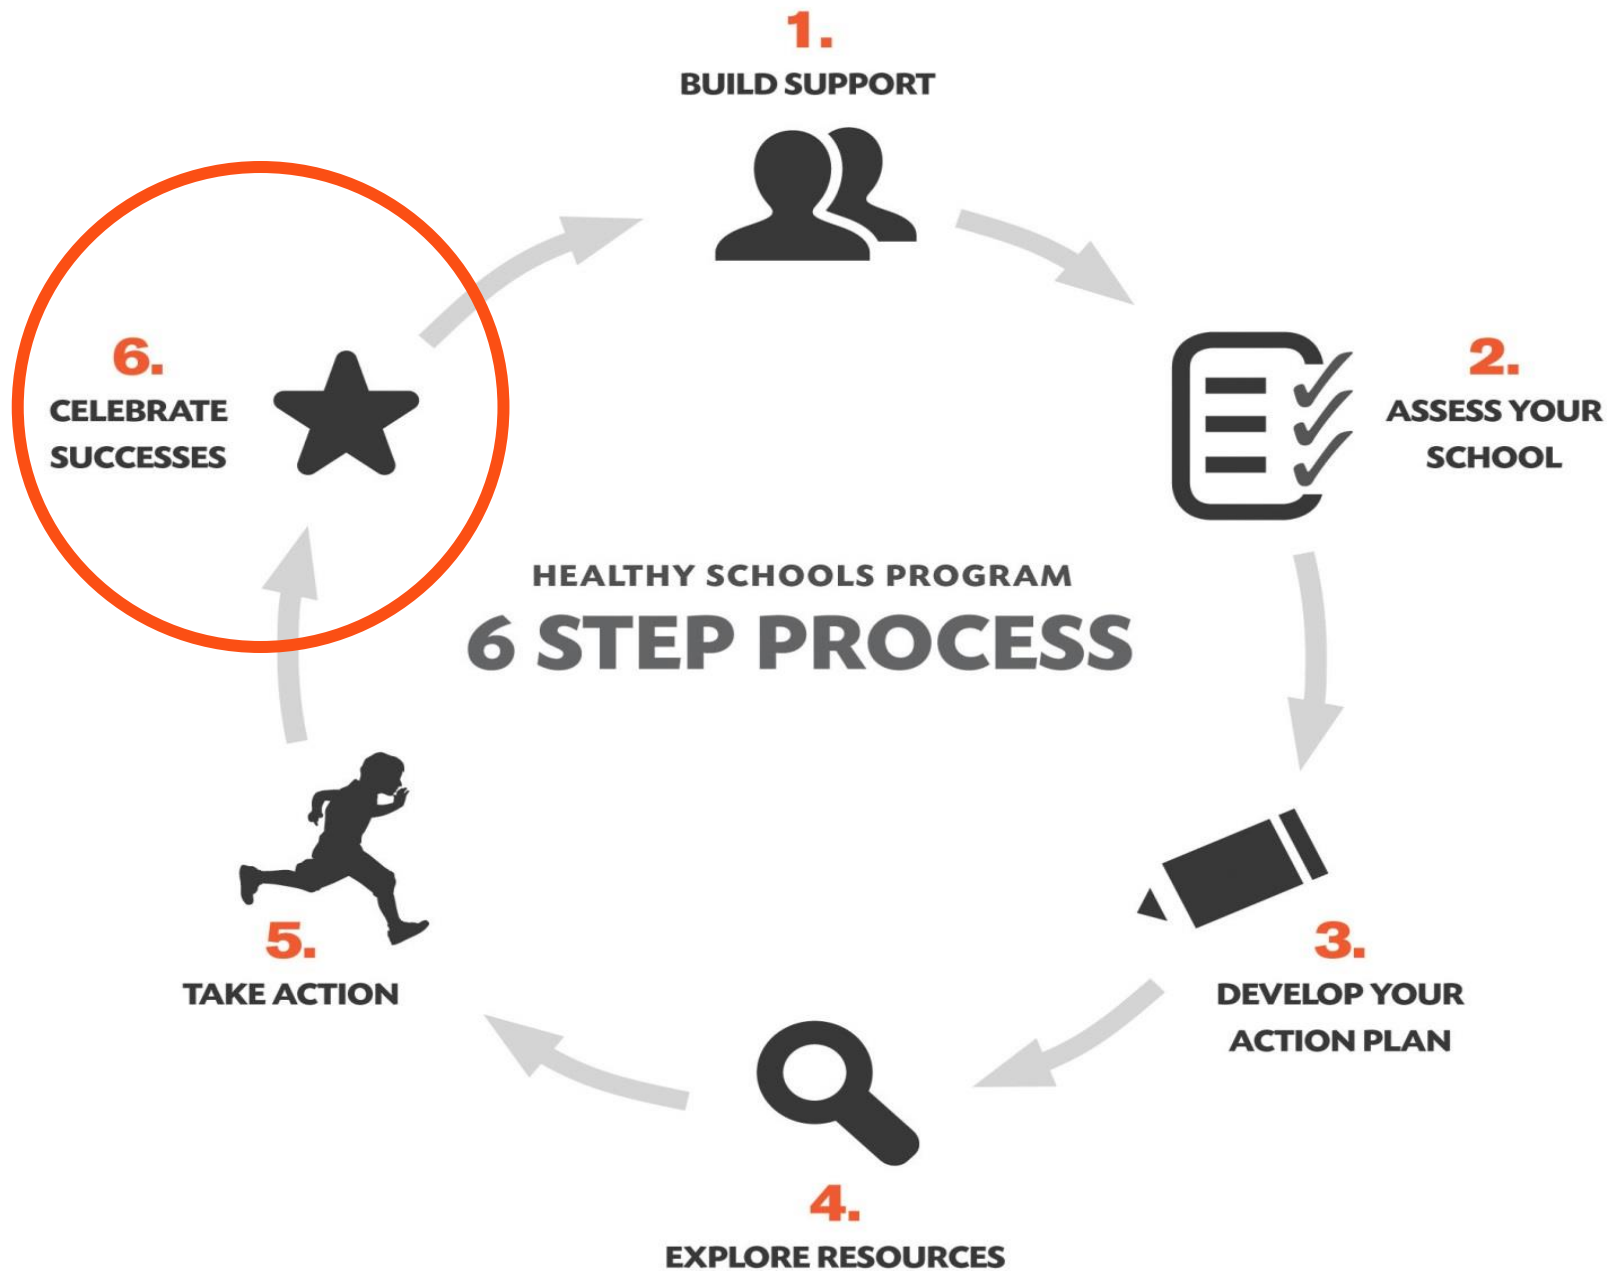 1.
BUILD SUPPORT
2.
ASSESS YOUR
SCHOOL
3.
DEVELOP YOUR
ACTION PLAN
4.
EXPLORE RESOURCES
5.
TAKE ACTION
6.
CELEBRATE
SUCCESSES
HEALTHY SCHOOLS PROGRAM
6 STEP PROCESS